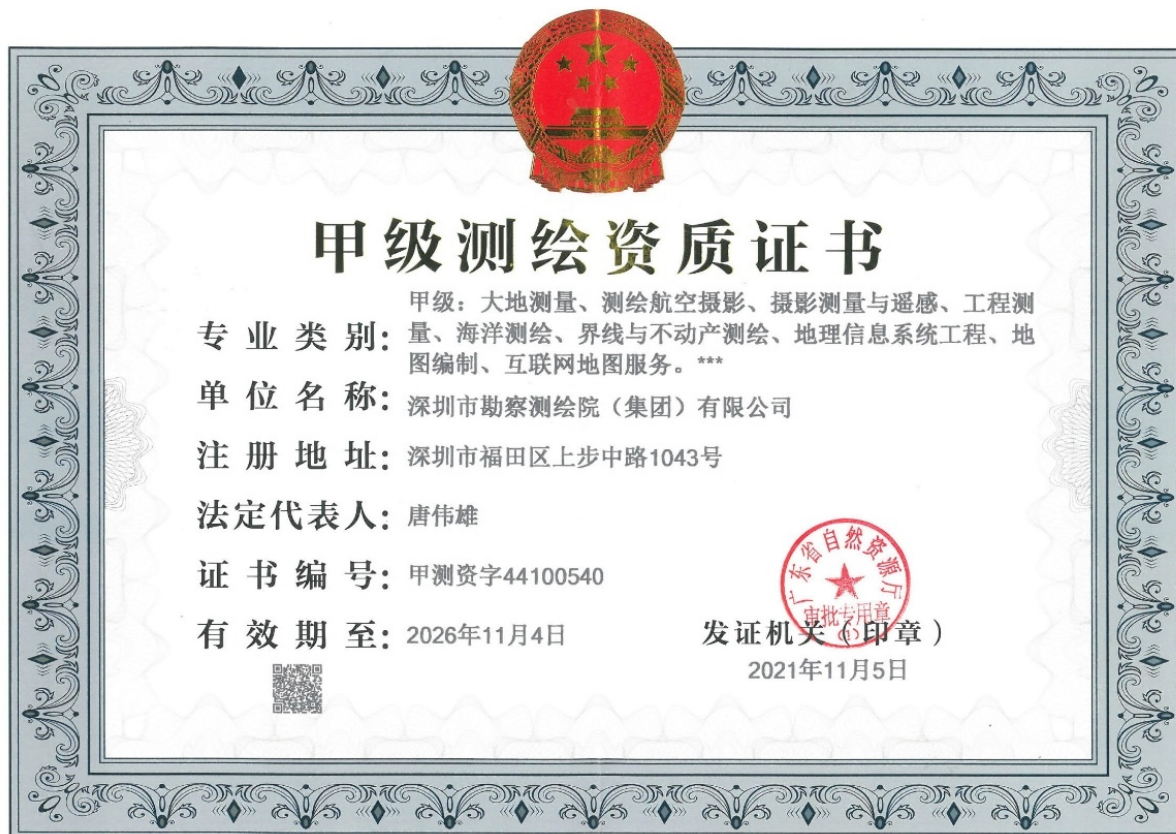 甲级测绘资质证书
专业类别：
甲级：大地测量、测绘航空摄影、摄影测量与遥感、工程测
量、海洋测绘、界线与不动产测绘、地理信息系统工程、地
图编制、互联网地图服务。***
单位名称：深圳市勘察测绘院（集团）有限公司
注册地址：深圳市福田区上步中路1043号
法定代表人：唐伟雄
证书编号：甲测资字44100540
有效期至：2026年11月4日
广东省自然资源厅
审批专用章
(1)
发证机关（印章）
2021年11月5日